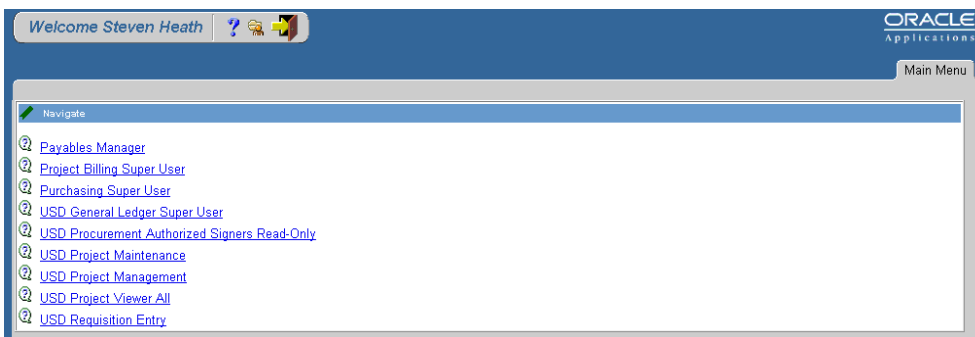 Welcome Steven Heath
ORACLE
Applications
Main Menu
Navigate
Payables Manager
Project Billing Super User
Purchasing Super User
USD General Ledger Super User
USD Procurement Authorized Signers Read-Only
USD Project Maintenance
USD Project Management
USD Project Viewer All
USD Requisition Entry